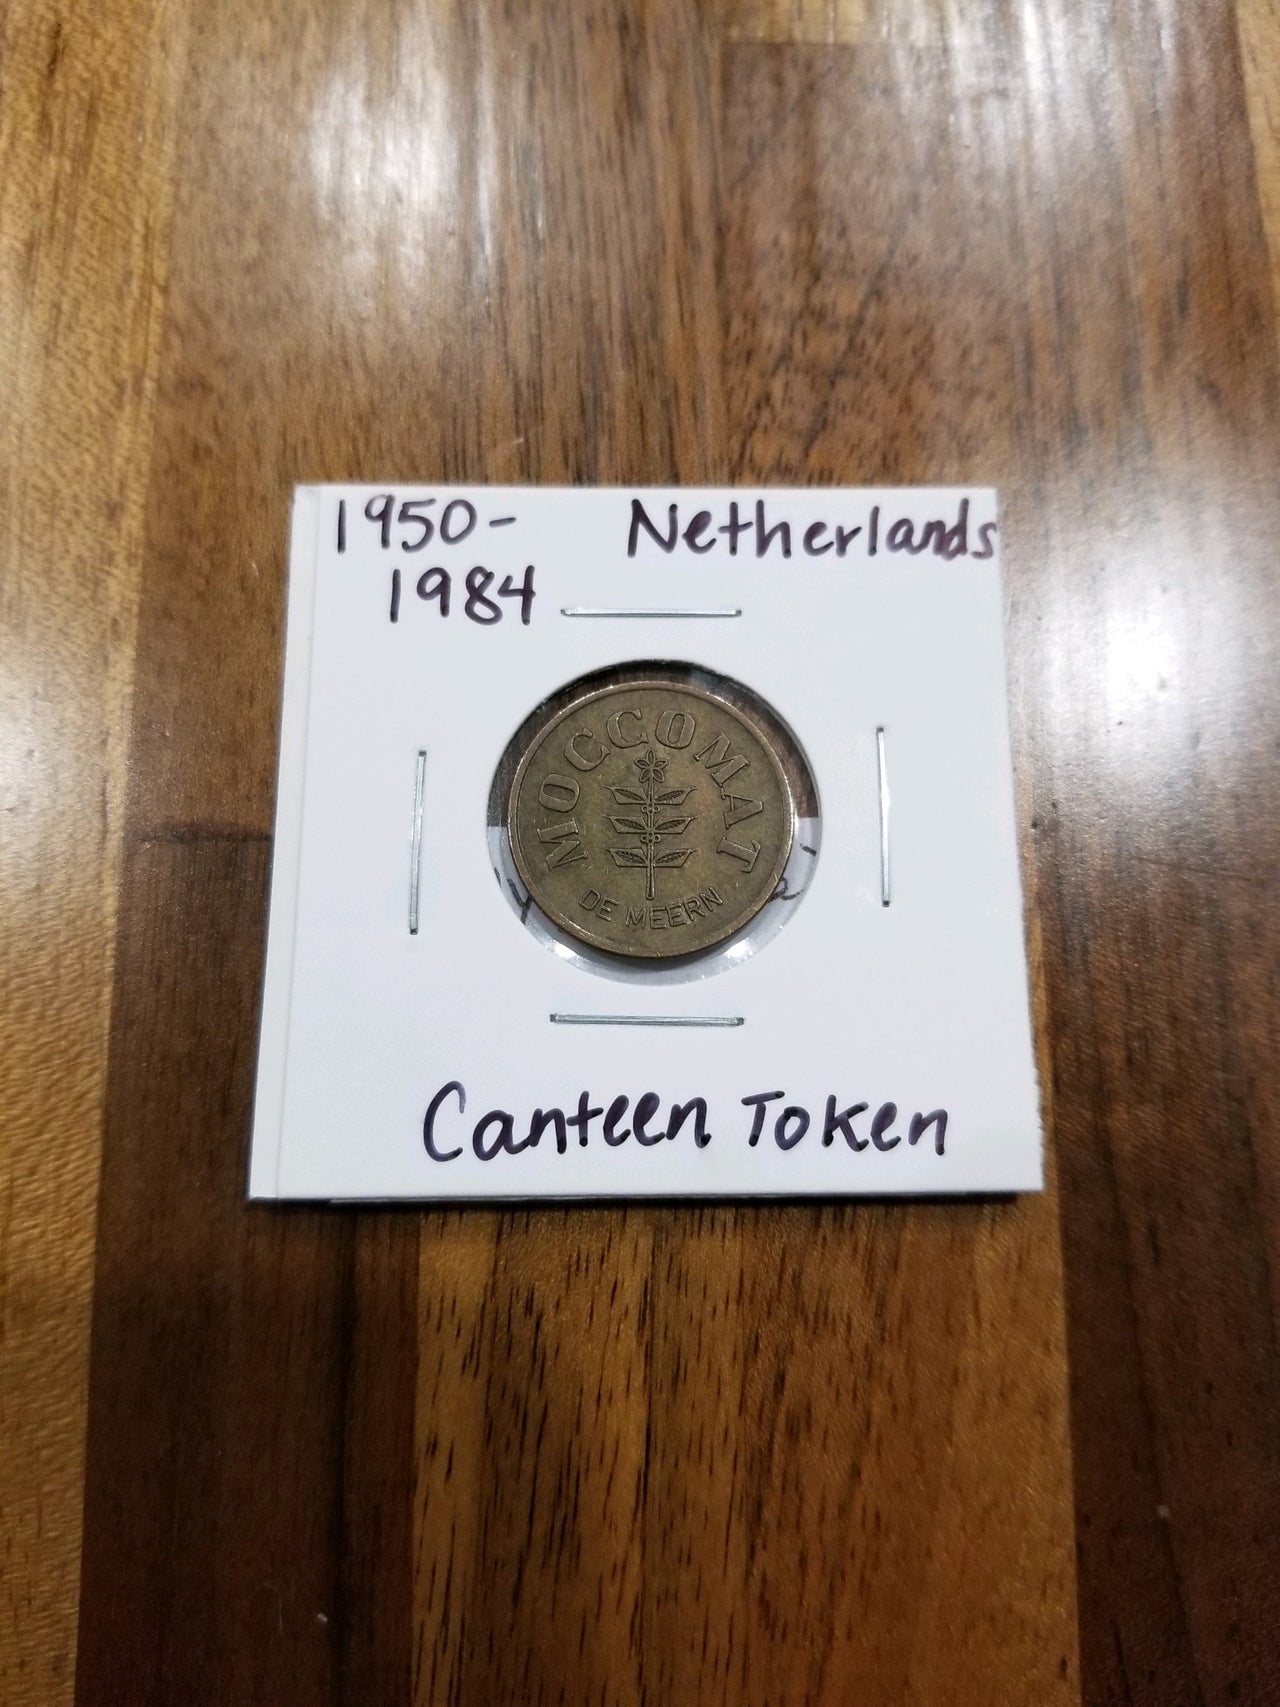 1950- Netherlands
1984
MOCCOMAT
DE MEERN
Canteen Token